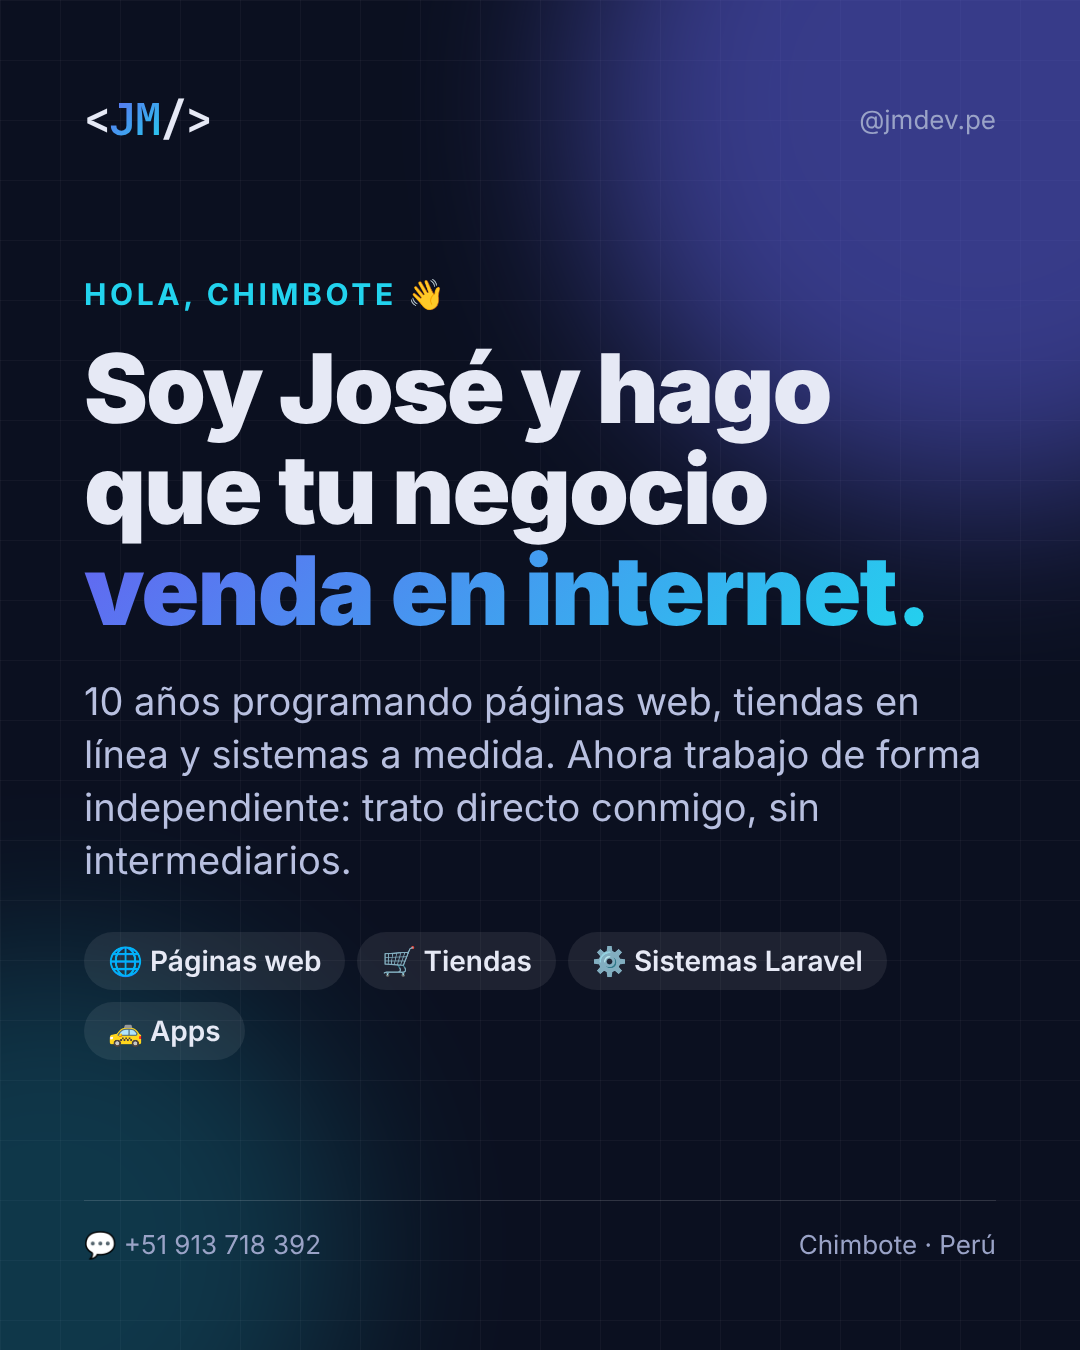 <JM/>
@jmdev.pe
HOLA, CHIMBOTE 👋
Soy José y hago
que tu negocio
venda en internet.
10 años programando páginas web, tiendas en
línea y sistemas a medida. Ahora trabajo de forma
independiente: trato directo conmigo, sin
intermediarios.
🌐 Páginas web
🛒 Tiendas
⚙️ Sistemas Laravel
🚕 Apps
💬 +51 913 718 392
Chimbote · Perú